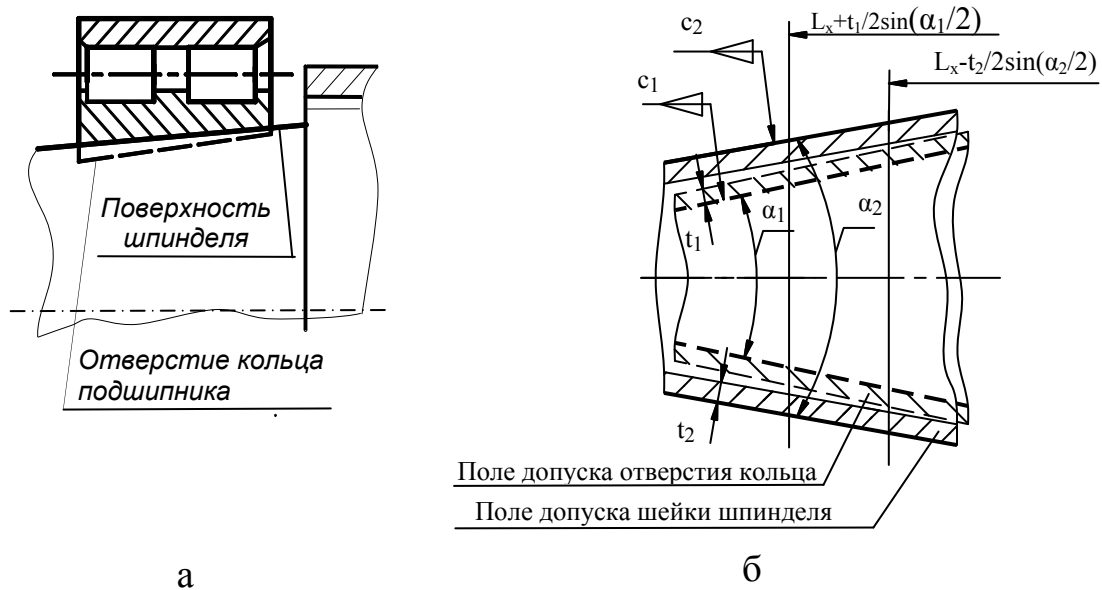 Поверхность
шпинделя
Отверстие кольца
подшипника
а
Lₓ+t₁/2sin(α₁/2)
Lₓ-t₂/2sin(α₂/2)
c₂
c₁
t₁
α₁
α₂
t₂
Поле допуска отверстия кольца
Поле допуска шейки шпинделя
б